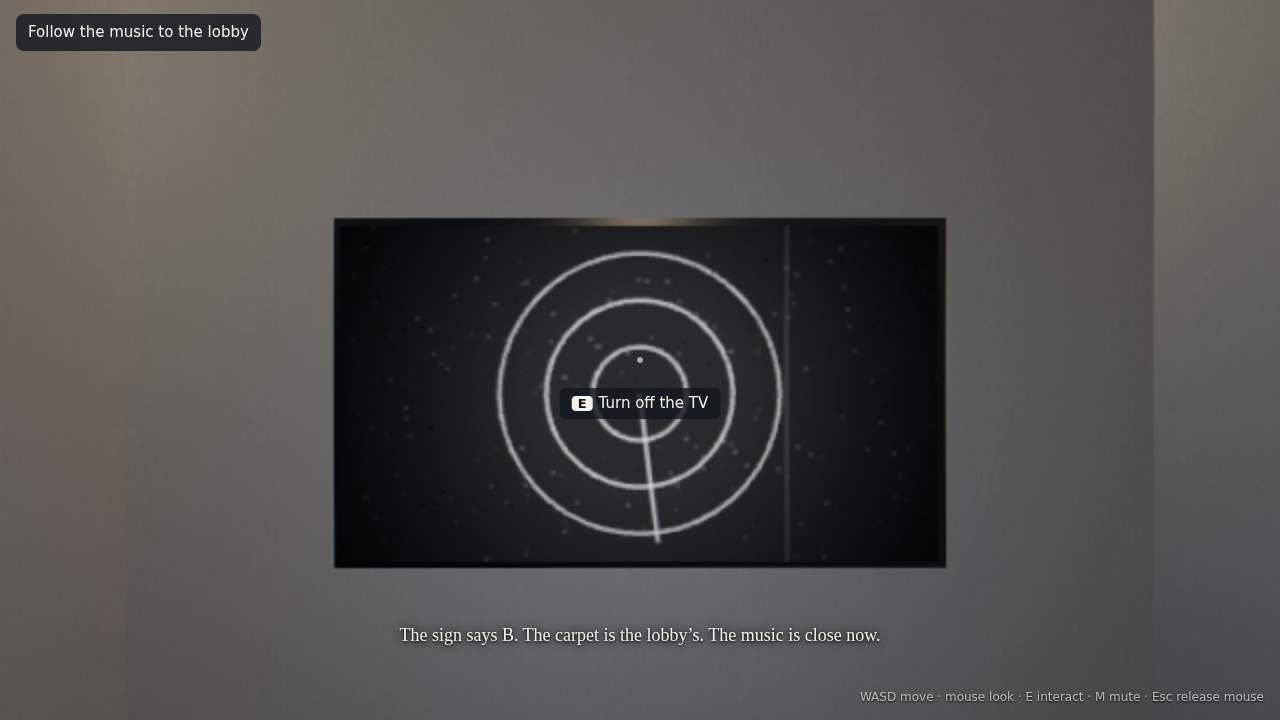 Follow the music to the lobby
E Turn off the TV
The sign says B. The carpet is the lobby’s. The music is close now.
WASD move · mouse look · E interact · M mute · Esc release mouse